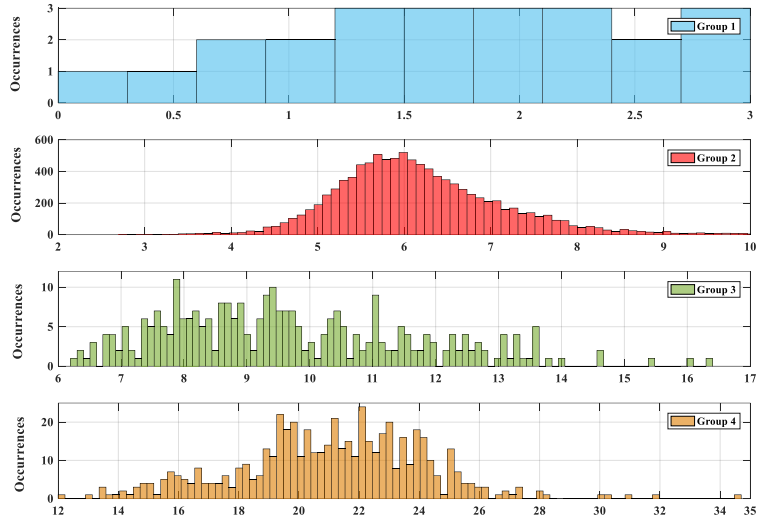 Occurrences
3
2
1
0
Group 1
0 0.5 1 1.5 2 2.5 3
Occurrences
600
400
200
0
Group 2
2 3 4 5 6 7 8 9 10
Occurrences
10
5
0
Group 3
6 7 8 9 10 11 12 13 14 15 16 17
Occurrences
20
10
0
Group 4
12 14 16 18 20 22 24 26 28 30 32 34 35